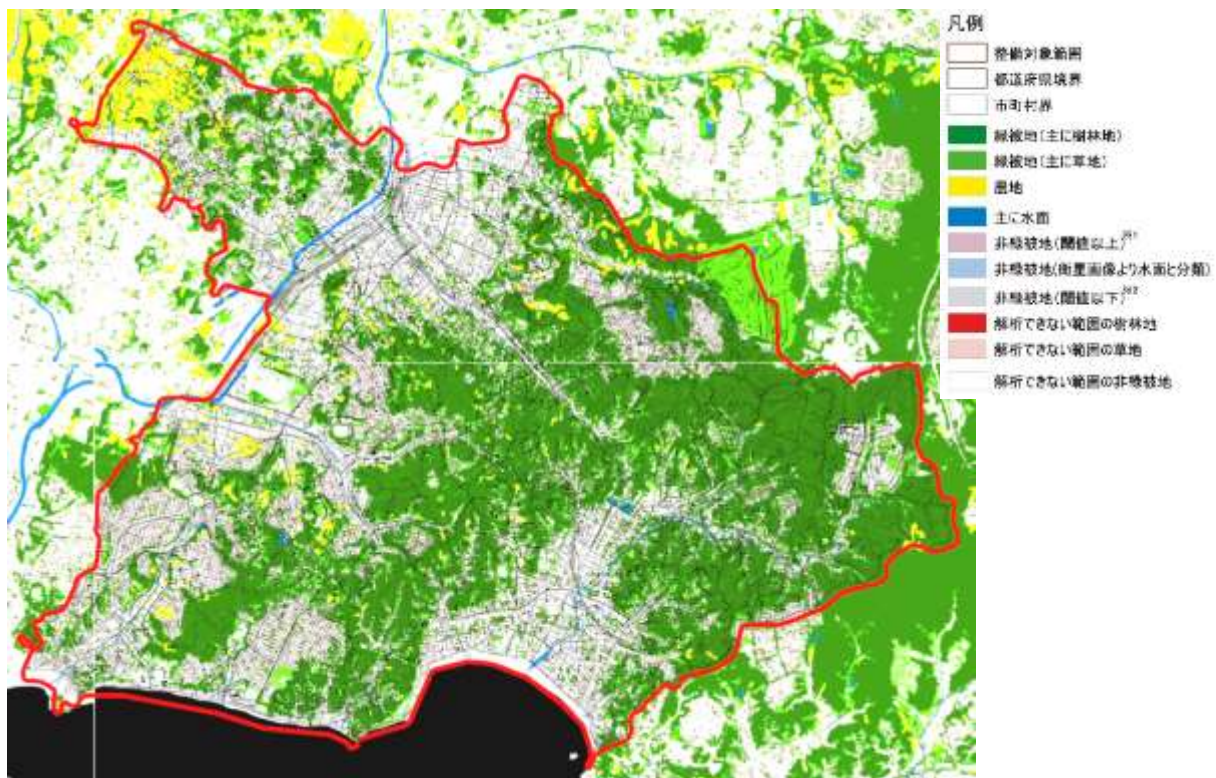 凡例
整備対象範囲
都道府県境界
市町村界
緑被地(主に樹林地)
緑被地(主に草地)
農地
主に水面
非緑被地(閾値以上)※1
非緑被地(衛星画像より水面と分類)
非緑被地(閾値以下)※2
解析できない範囲の樹林地
解析できない範囲の草地
解析できない範囲の非緑被地